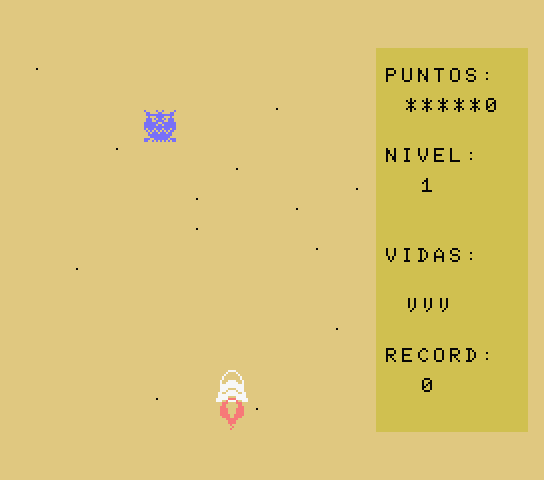 PUNTOS:
*****0
NIVEL:
1
VIDAS:
VVV
RECORD:
0